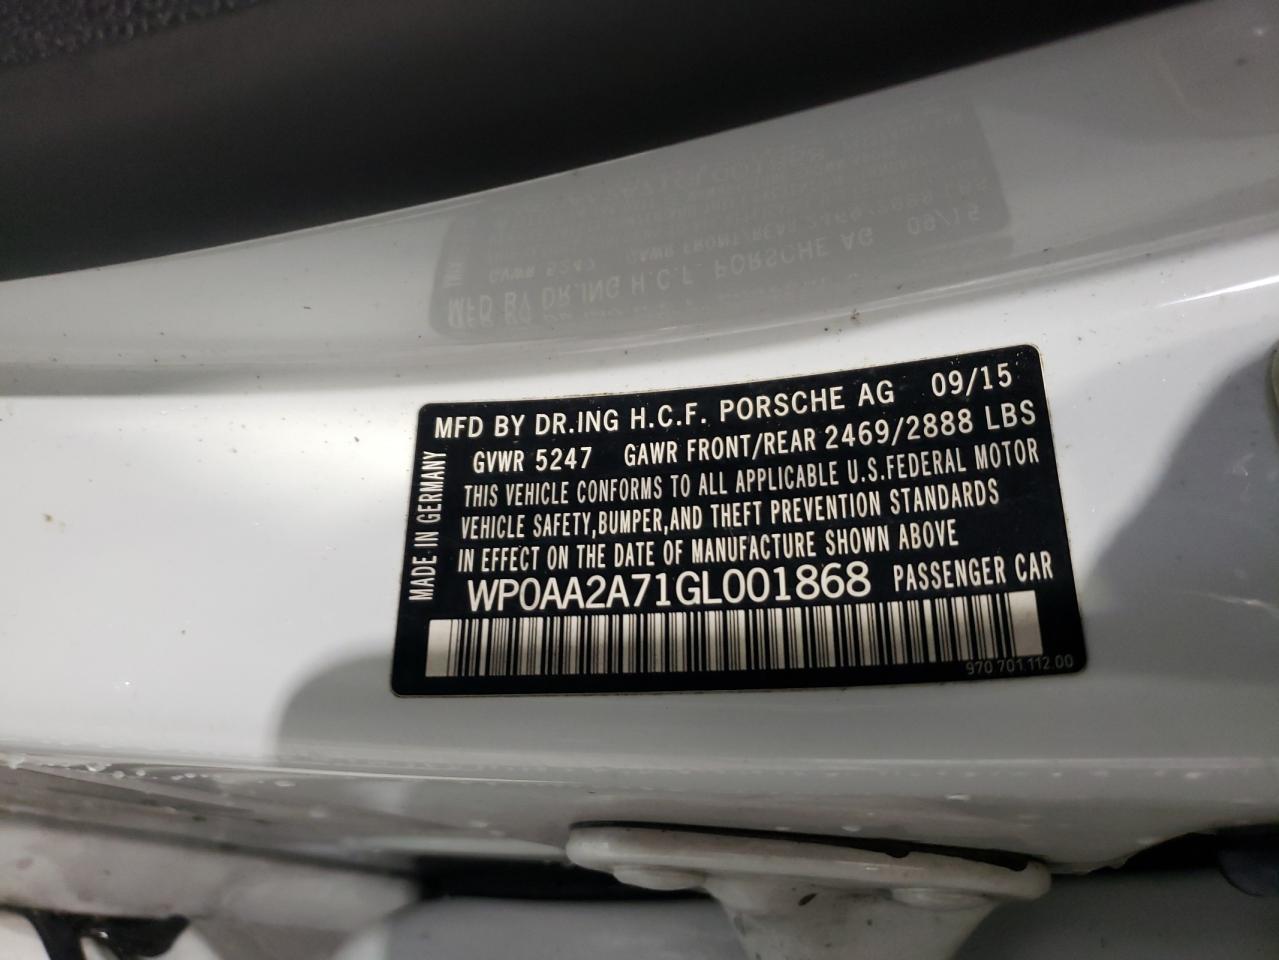 MFD BY DR.ING H.C.F. PORSCHE AG 09/15
GVWR 5247 GAWR FRONT/REAR 2469/2888 LBS
THIS VEHICLE CONFORMS TO ALL APPLICABLE U.S.FEDERAL MOTOR
VEHICLE SAFETY,BUMPER,AND THEFT PREVENTION STANDARDS
IN EFFECT ON THE DATE OF MANUFACTURE SHOWN ABOVE
WP0AA2A71GL001868 PASSENGER CAR
970 701.112.00
MADE IN GERMANY